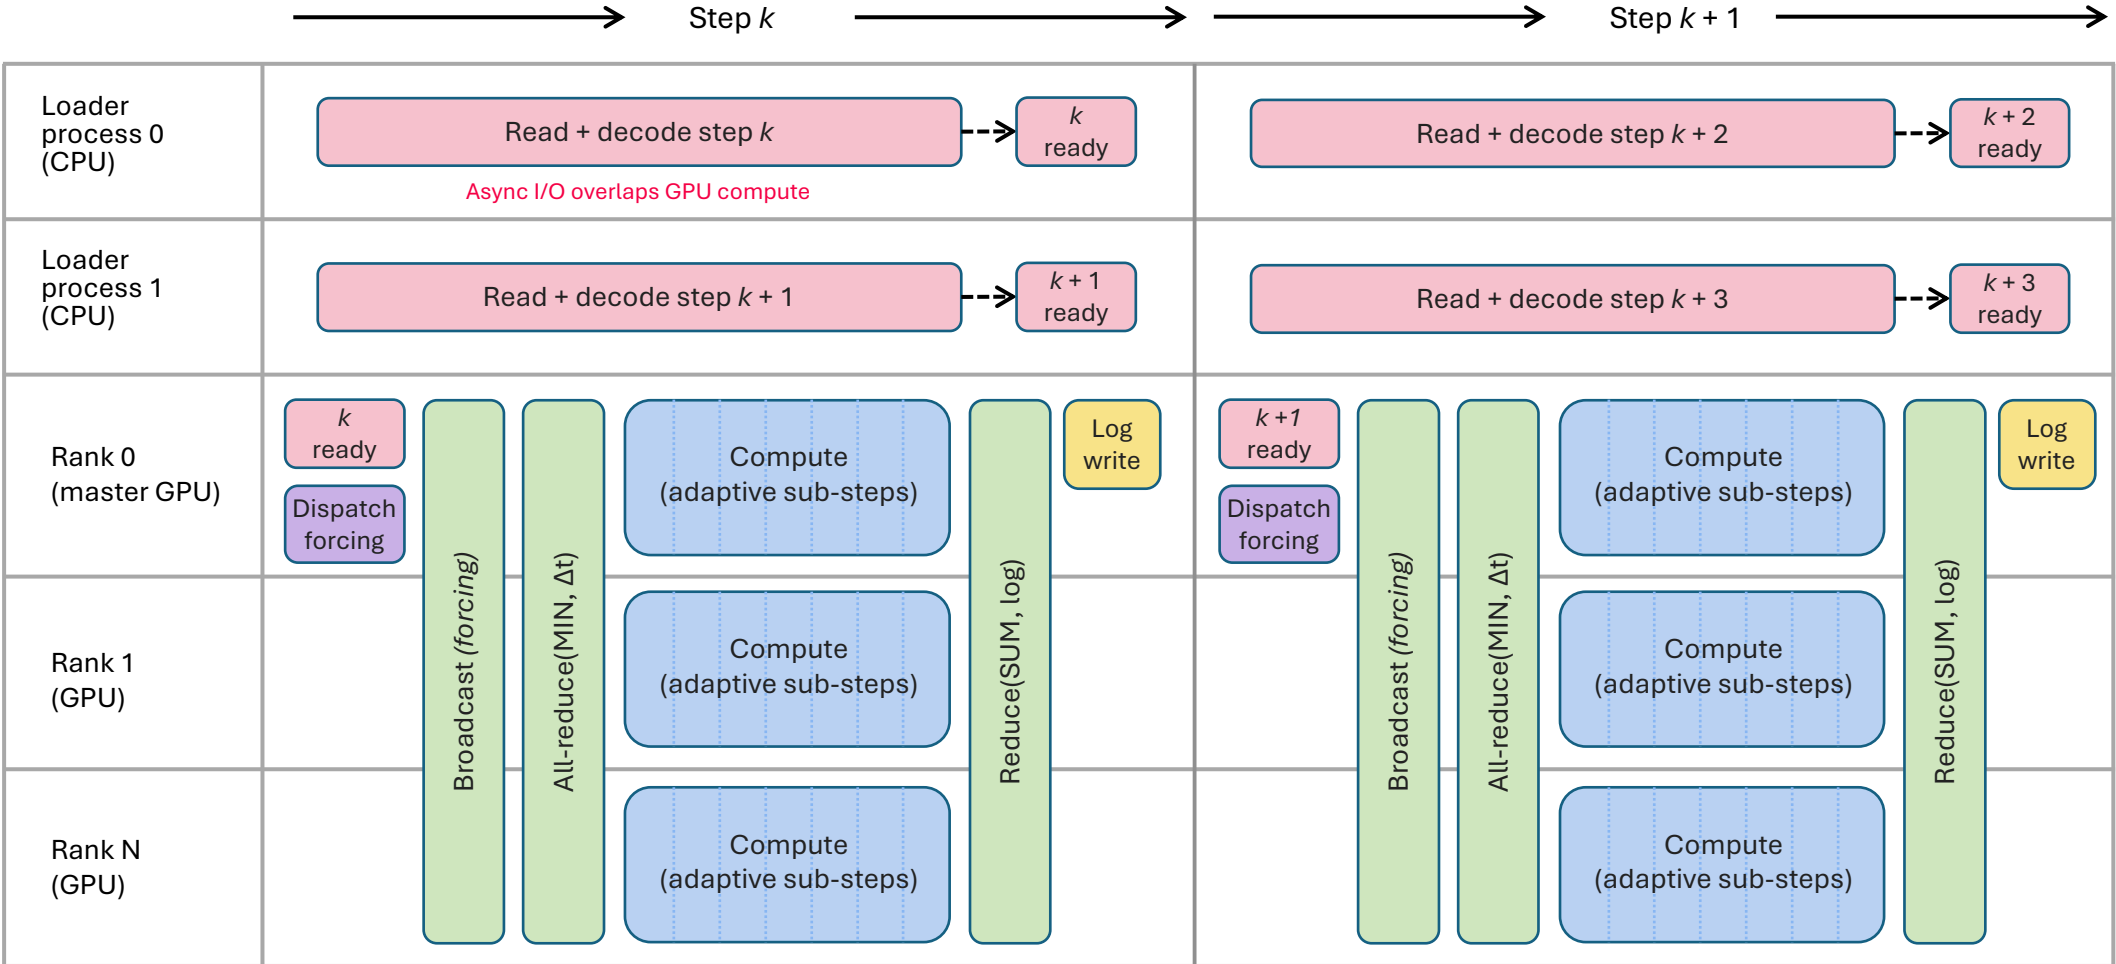 Step k
Step k + 1
Loader
process 0
(CPU)
Read + decode step k
k
ready
Async I/O overlaps GPU compute
Read + decode step k + 2
k + 2
ready
Loader
process 1
(CPU)
Read + decode step k + 1
k + 1
ready
Read + decode step k + 3
k + 3
ready
Rank 0
(master GPU)
k
ready
Dispatch
forcing
Broadcast (forcing)
All-reduce(MIN, Δt)
Compute
(adaptive sub-steps)
Reduce(SUM, log)
Log
write
k +1
ready
Dispatch
forcing
Broadcast (forcing)
All-reduce(MIN, Δt)
Compute
(adaptive sub-steps)
Reduce(SUM, log)
Log
write
Rank 1
(GPU)
Compute
(adaptive sub-steps)
Compute
(adaptive sub-steps)
Rank N
(GPU)
Compute
(adaptive sub-steps)
Compute
(adaptive sub-steps)